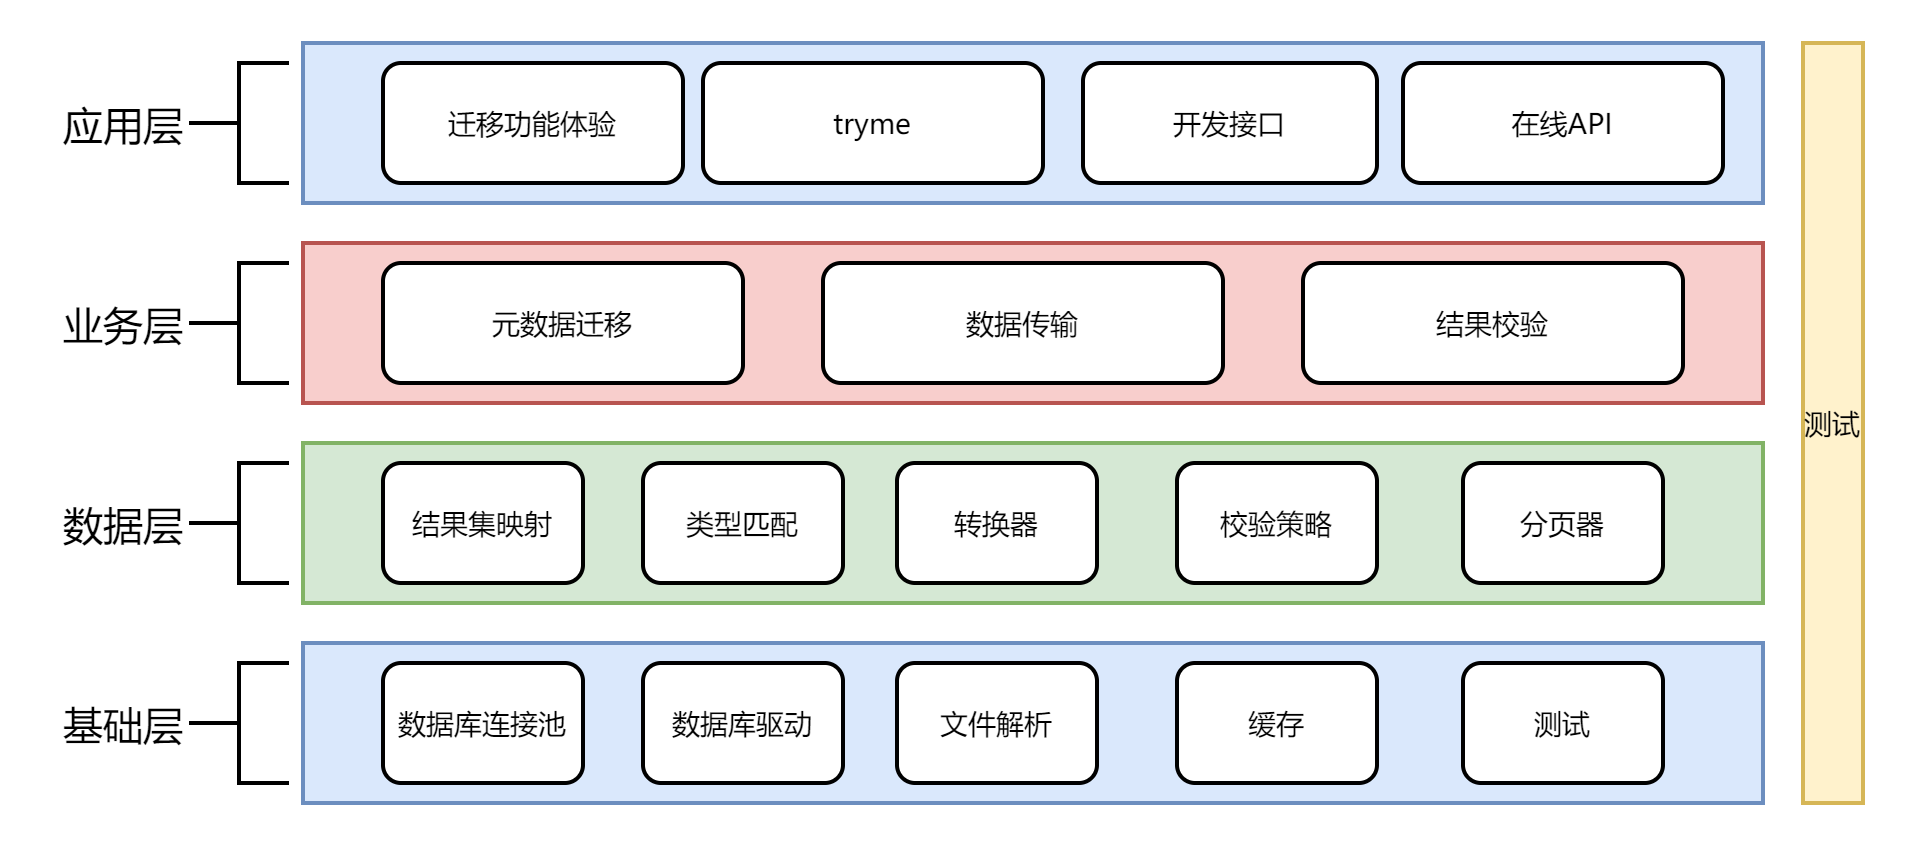 应用层
迁移功能体验
tryme
开发接口
在线API
业务层
元数据迁移
数据传输
结果校验
数据层
结果集映射
类型匹配
转换器
校验策略
分页器
基础层
数据库连接池
数据库驱动
文件解析
缓存
测试
测试